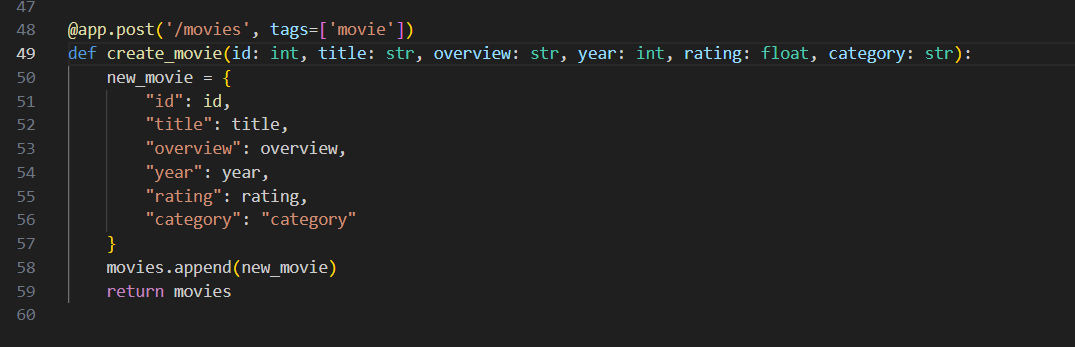 47
48 @app.post('/movies', tags=['movie'])
49 def create_movie(id: int, title: str, overview: str, year: int, rating: float, category: str):
50 new_movie = {
51 "id": id,
52 "title": title,
53 "overview": overview,
54 "year": year,
55 "rating": rating,
56 "category": "category"
57 }
58 movies.append(new_movie)
59 return movies
60